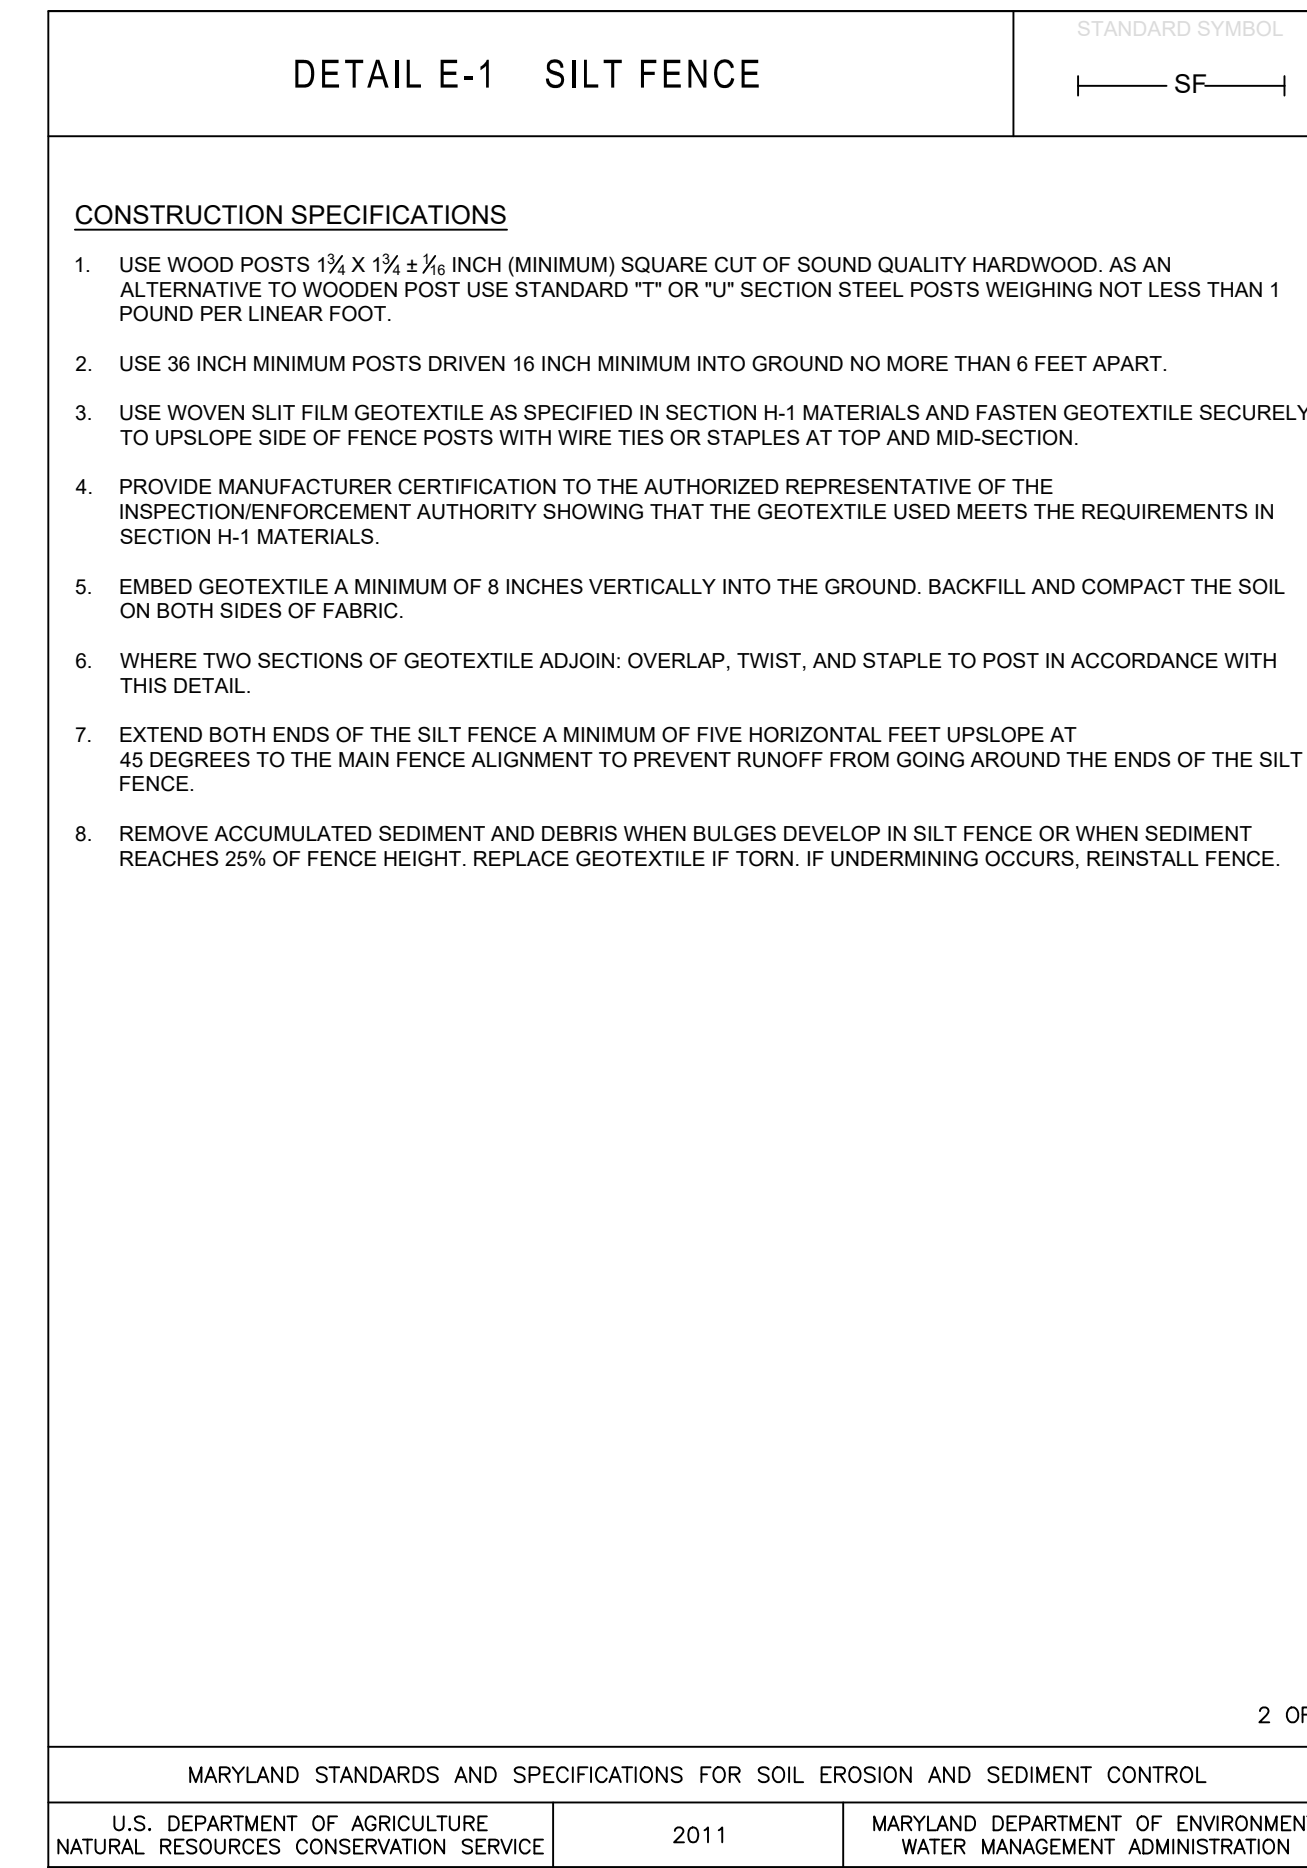 DETAIL E-1 SILT FENCE
STANDARD SYMBOL
SF
CONSTRUCTION SPECIFICATIONS
1. USE WOOD POSTS 1¾ X 1¾ ± 1⁄16 INCH (MINIMUM) SQUARE CUT OF SOUND QUALITY HARDWOOD. AS AN
ALTERNATIVE TO WOODEN POST USE STANDARD "T" OR "U" SECTION STEEL POSTS WEIGHING NOT LESS THAN 1
POUND PER LINEAR FOOT.
2. USE 36 INCH MINIMUM POSTS DRIVEN 16 INCH MINIMUM INTO GROUND NO MORE THAN 6 FEET APART.
3. USE WOVEN SLIT FILM GEOTEXTILE AS SPECIFIED IN SECTION H-1 MATERIALS AND FASTEN GEOTEXTILE SECURELY
TO UPSLOPE SIDE OF FENCE POSTS WITH WIRE TIES OR STAPLES AT TOP AND MID-SECTION.
4. PROVIDE MANUFACTURER CERTIFICATION TO THE AUTHORIZED REPRESENTATIVE OF THE
INSPECTION/ENFORCEMENT AUTHORITY SHOWING THAT THE GEOTEXTILE USED MEETS THE REQUIREMENTS IN
SECTION H-1 MATERIALS.
5. EMBED GEOTEXTILE A MINIMUM OF 8 INCHES VERTICALLY INTO THE GROUND. BACKFILL AND COMPACT THE SOIL
ON BOTH SIDES OF FABRIC.
6. WHERE TWO SECTIONS OF GEOTEXTILE ADJOIN: OVERLAP, TWIST, AND STAPLE TO POST IN ACCORDANCE WITH
THIS DETAIL.
7. EXTEND BOTH ENDS OF THE SILT FENCE A MINIMUM OF FIVE HORIZONTAL FEET UPSLOPE AT
45 DEGREES TO THE MAIN FENCE ALIGNMENT TO PREVENT RUNOFF FROM GOING AROUND THE ENDS OF THE SILT
FENCE.
8. REMOVE ACCUMULATED SEDIMENT AND DEBRIS WHEN BULGES DEVELOP IN SILT FENCE OR WHEN SEDIMENT
REACHES 25% OF FENCE HEIGHT. REPLACE GEOTEXTILE IF TORN. IF UNDERMINING OCCURS, REINSTALL FENCE.
2 OF
MARYLAND STANDARDS AND SPECIFICATIONS FOR SOIL EROSION AND SEDIMENT CONTROL
U.S. DEPARTMENT OF AGRICULTURE
NATURAL RESOURCES CONSERVATION SERVICE
2011
MARYLAND DEPARTMENT OF ENVIRONMENT
WATER MANAGEMENT ADMINISTRATION